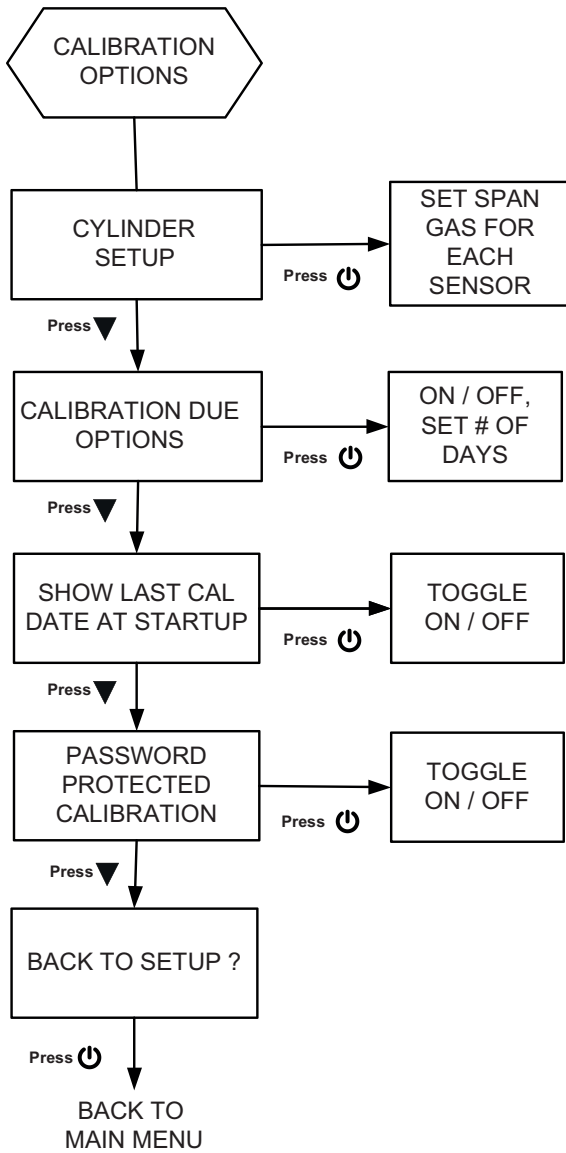 CALIBRATION
OPTIONS
CYLINDER
SETUP
Press
SET SPAN
GAS FOR
EACH
SENSOR
Press
CALIBRATION DUE
OPTIONS
Press
ON / OFF,
SET # OF
DAYS
Press
SHOW LAST CAL
DATE AT STARTUP
Press
TOGGLE
ON / OFF
Press
PASSWORD
PROTECTED
CALIBRATION
Press
TOGGLE
ON / OFF
Press
BACK TO SETUP ?
Press
BACK TO
MAIN MENU